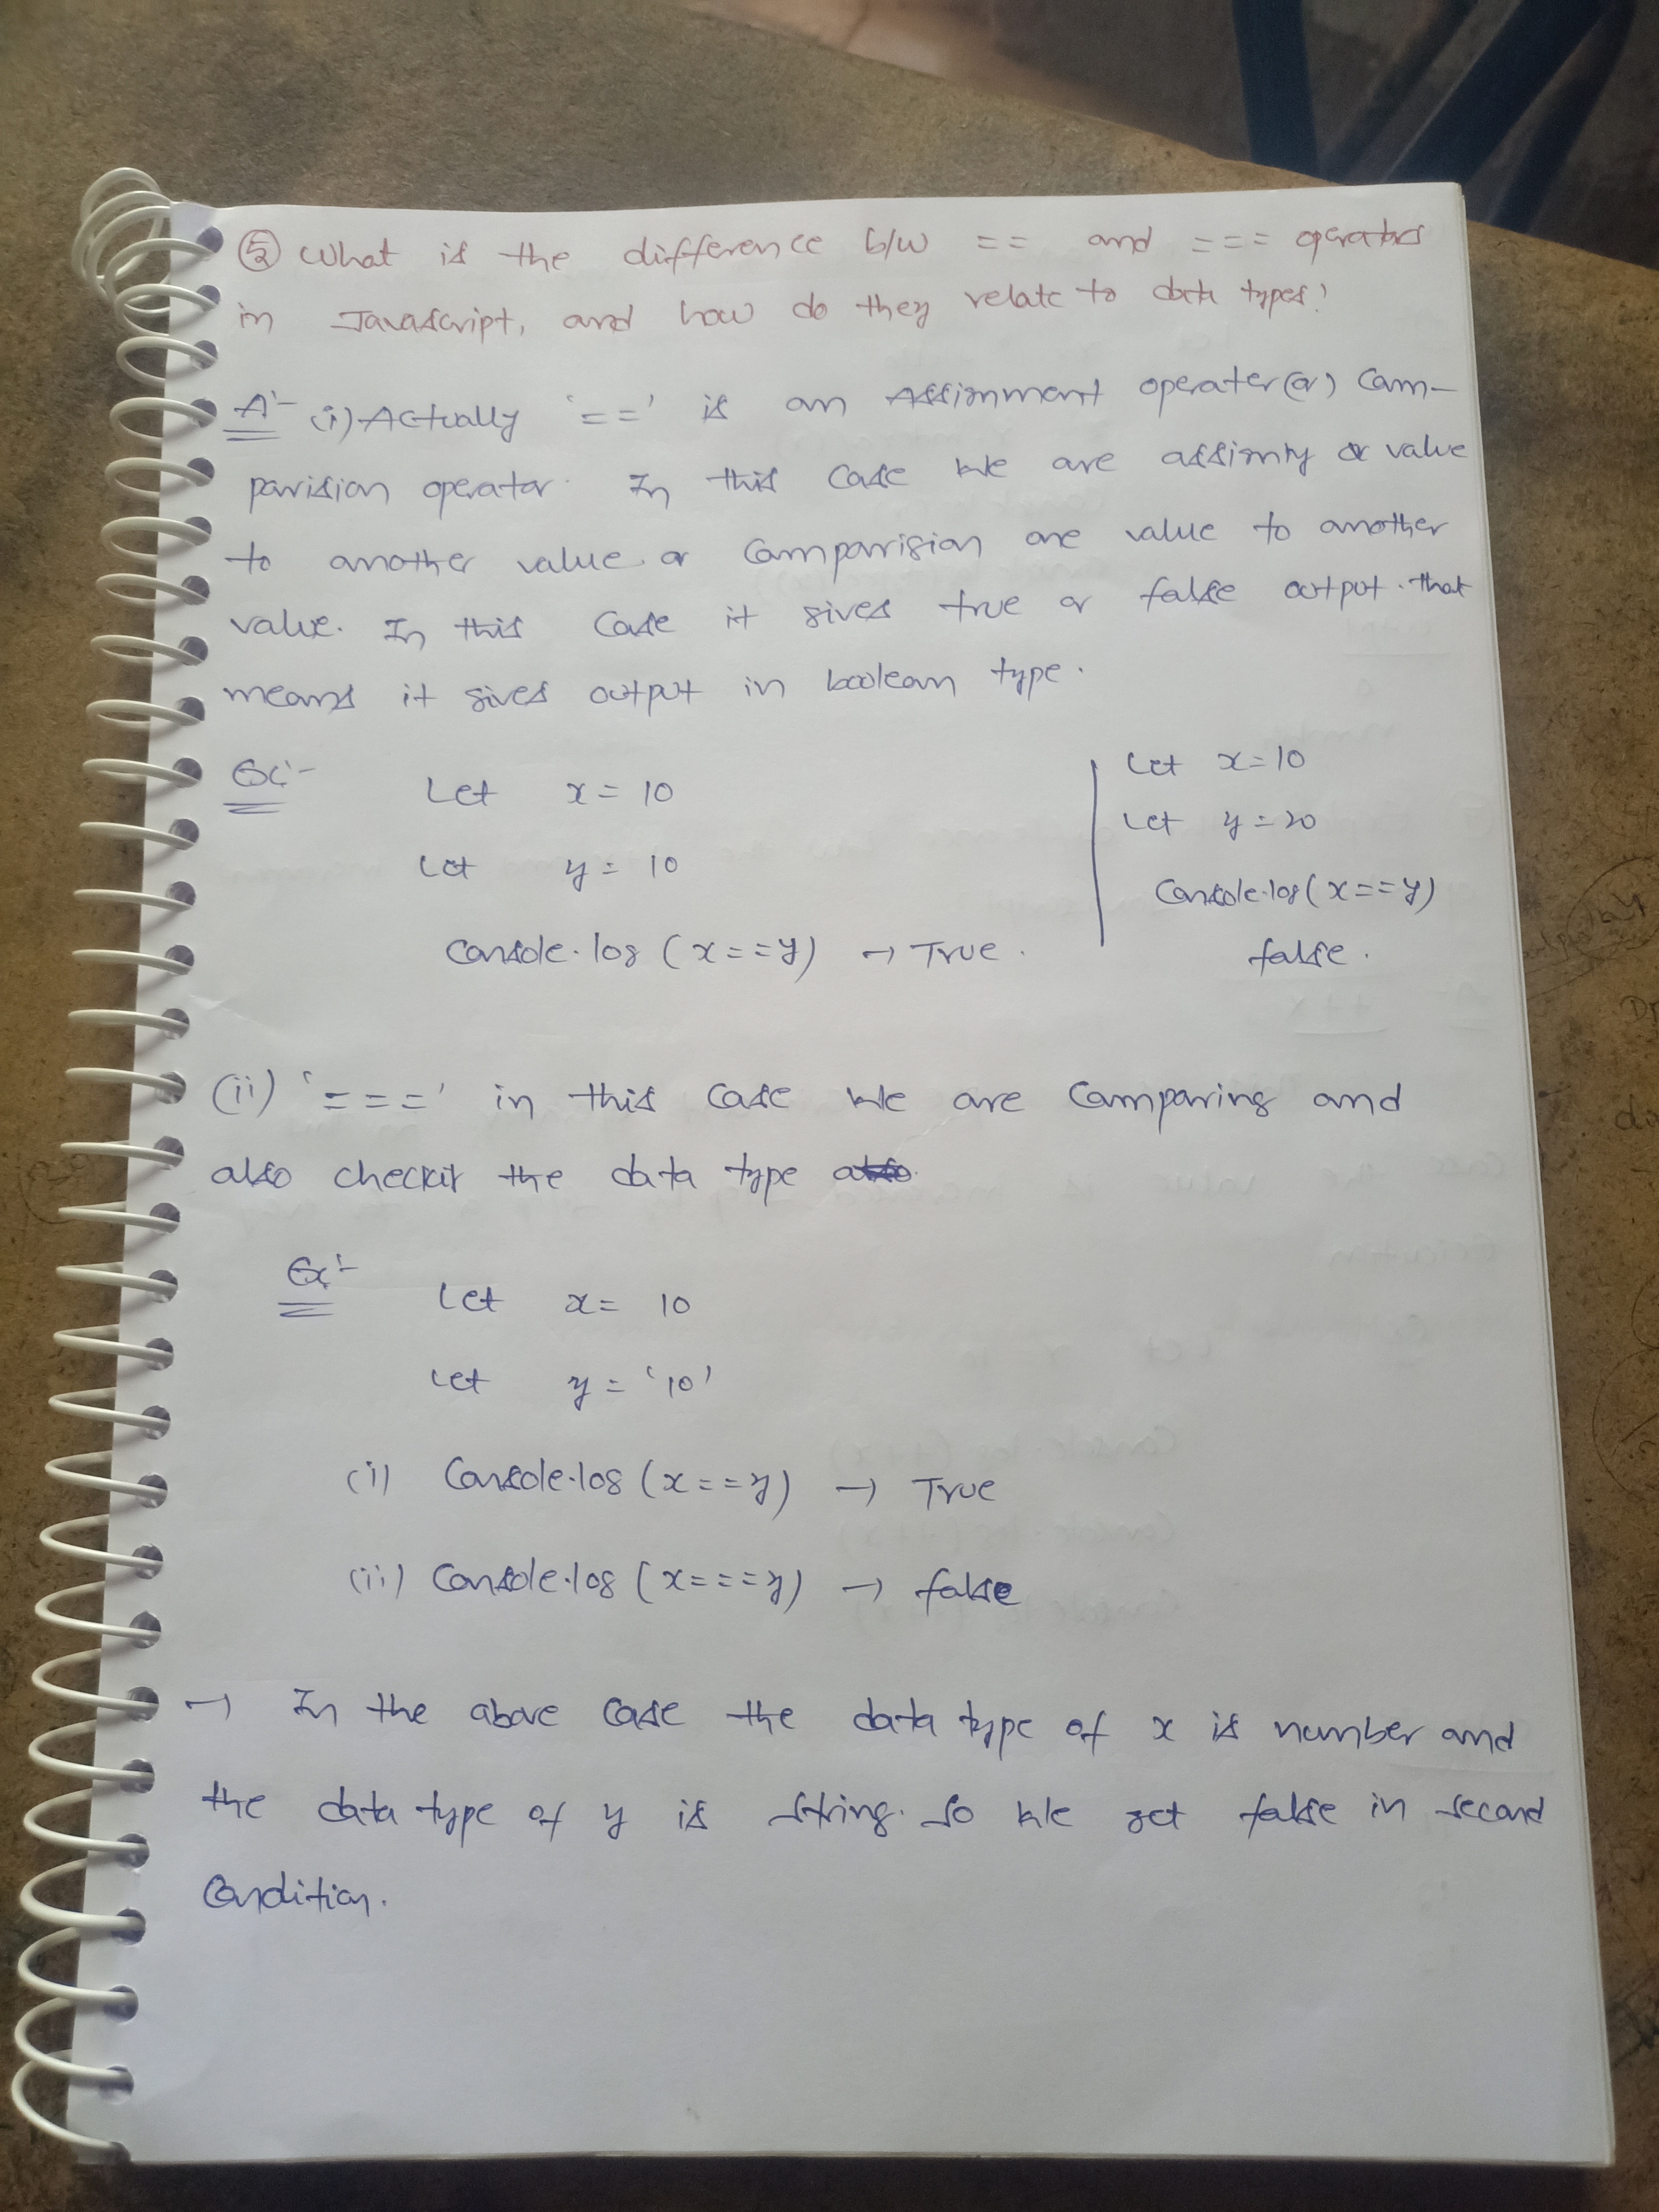 ⑤ What is the difference b/w == and === operators
in Javascript, and how do they relate to data types?
A:- (i) Actually '==' is an Assinment operater (or) Com-
parision operator. In this case We are assinity or value
to another value or Comparision one value to another
value. In this case it gives true or false output. that
means it gives output in boolean type.
Ex:-
Let x = 10
Let y = 10
Console.log (x==y) → True.
Let x=10
Let y=20
Console.log (x==y)
false.
(ii) '===' in this case We are Comparing and
also checkit the data type also.
Ex:-
Let x = 10
Let y = '10'
(i) Console.log (x==y) → True
(ii) Console.log (x===y) → false
→ In the above case the data type of x is number and
the data type of y is string. So We get false in second
Condition.